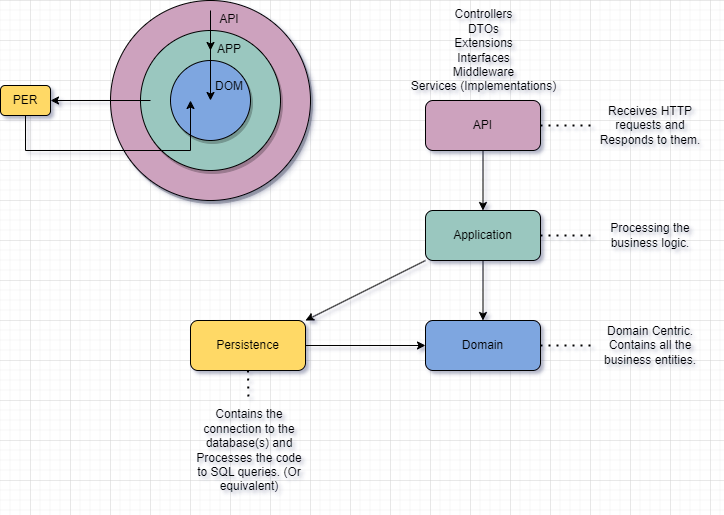 API
APP
DOM
PER
Controllers
DTOs
Extensions
Interfaces
Middleware
Services (Implementations)
API
Receives HTTP
requests and
Responds to them.
Application
Processing the
business logic.
Persistence
Domain
Domain Centric.
Contains all the
business entities.
Contains the
connection to the
database(s) and
Processes the code
to SQL queries. (Or
equivalent)